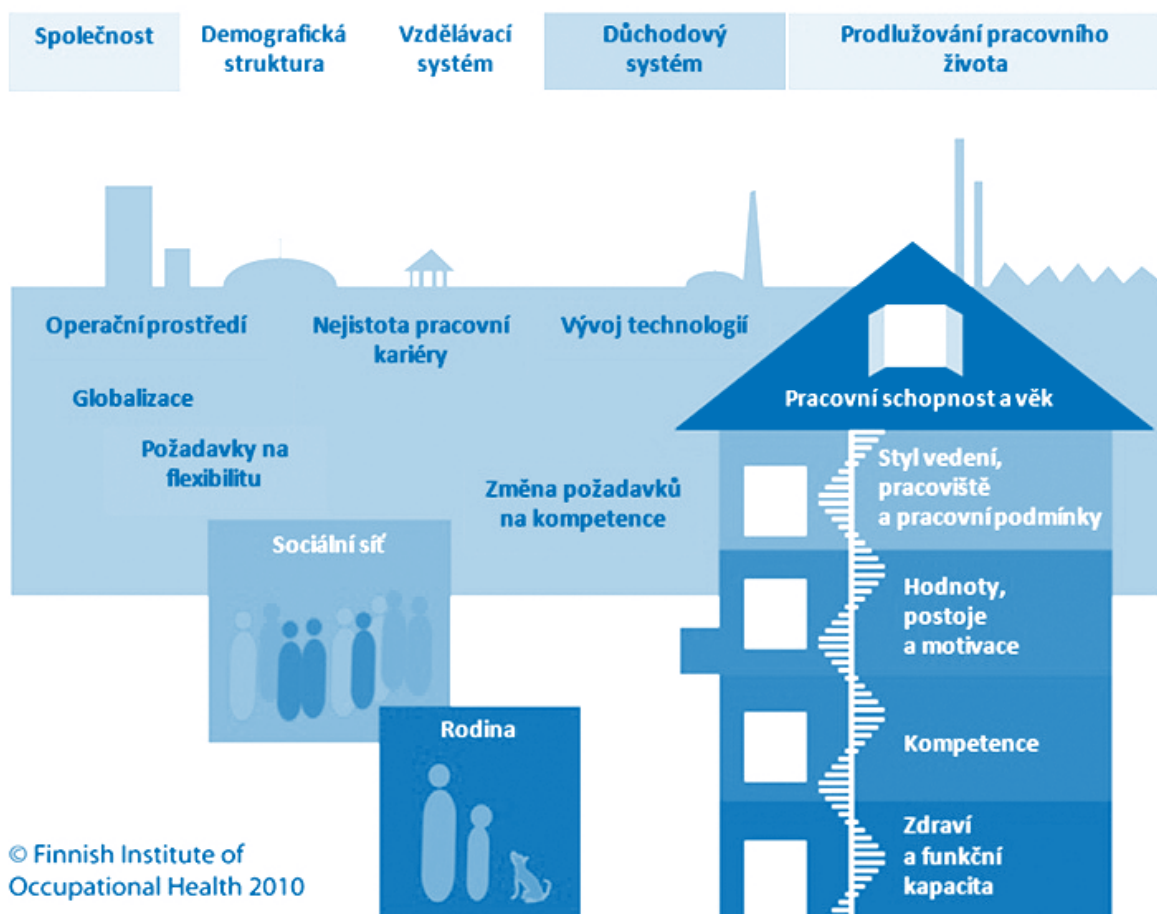 Společnost
Demografická
struktura
Vzdělávací
systém
Důchodový
systém
Prodlužování pracovního
života
Operační prostředí
Nejistota pracovní
kariéry
Vývoj technologií
Globalizace
Požadavky na
flexibilitu
Změna požadavků
na kompetence
Sociální síť
Rodina
Pracovní schopnost a věk
Styl vedení,
pracoviště
a pracovní podmínky
Hodnoty,
postoje
a motivace
Kompetence
Zdraví
a funkční
kapacita
© Finnish Institute of
Occupational Health 2010